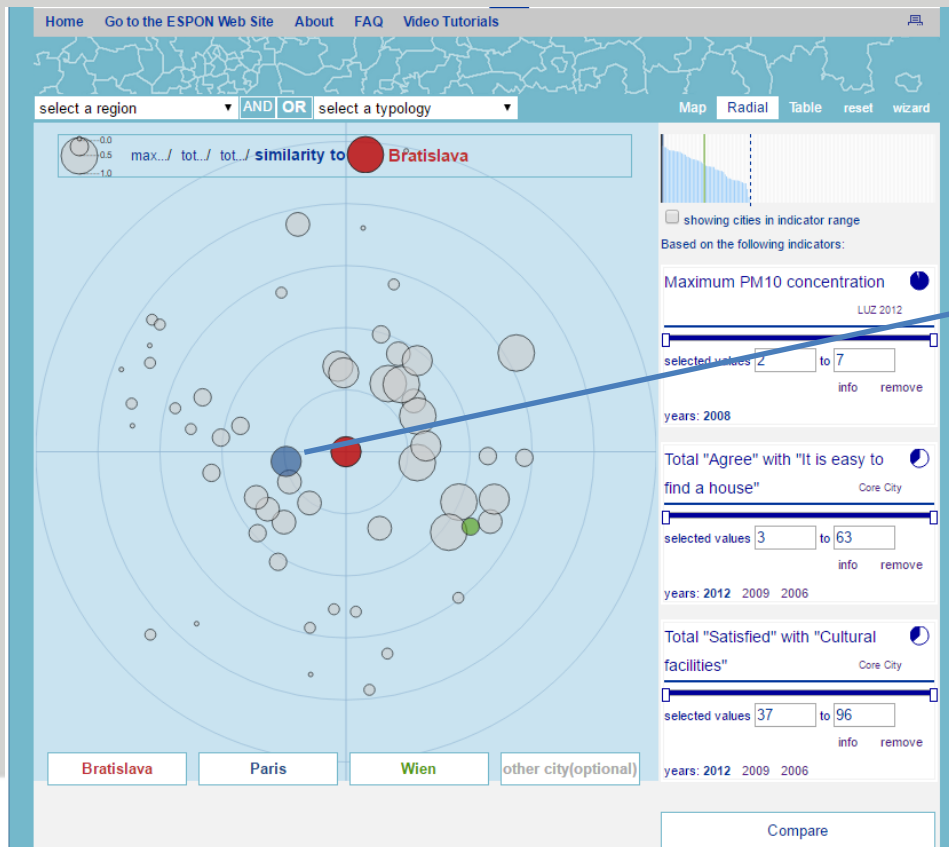 Home Go to the ESPON Web Site About FAQ Video Tutorials
select a region AND OR select a typology Map Radial Table reset wizard
0.0
0.5
1.0
max.../ tot.../ tot.../ similarity to Bratislava
showing cities in indicator range
Based on the following indicators:
Maximum PM10 concentration
LUZ 2012
selected values 2 to 7
info remove
years: 2008
Total "Agree" with "It is easy to
find a house" Core City
selected values 3 to 63
info remove
years: 2012 2009 2006
Total "Satisfied" with "Cultural
facilities" Core City
selected values 37 to 96
info remove
years: 2012 2009 2006
Bratislava Paris Wien other city(optional)
Compare